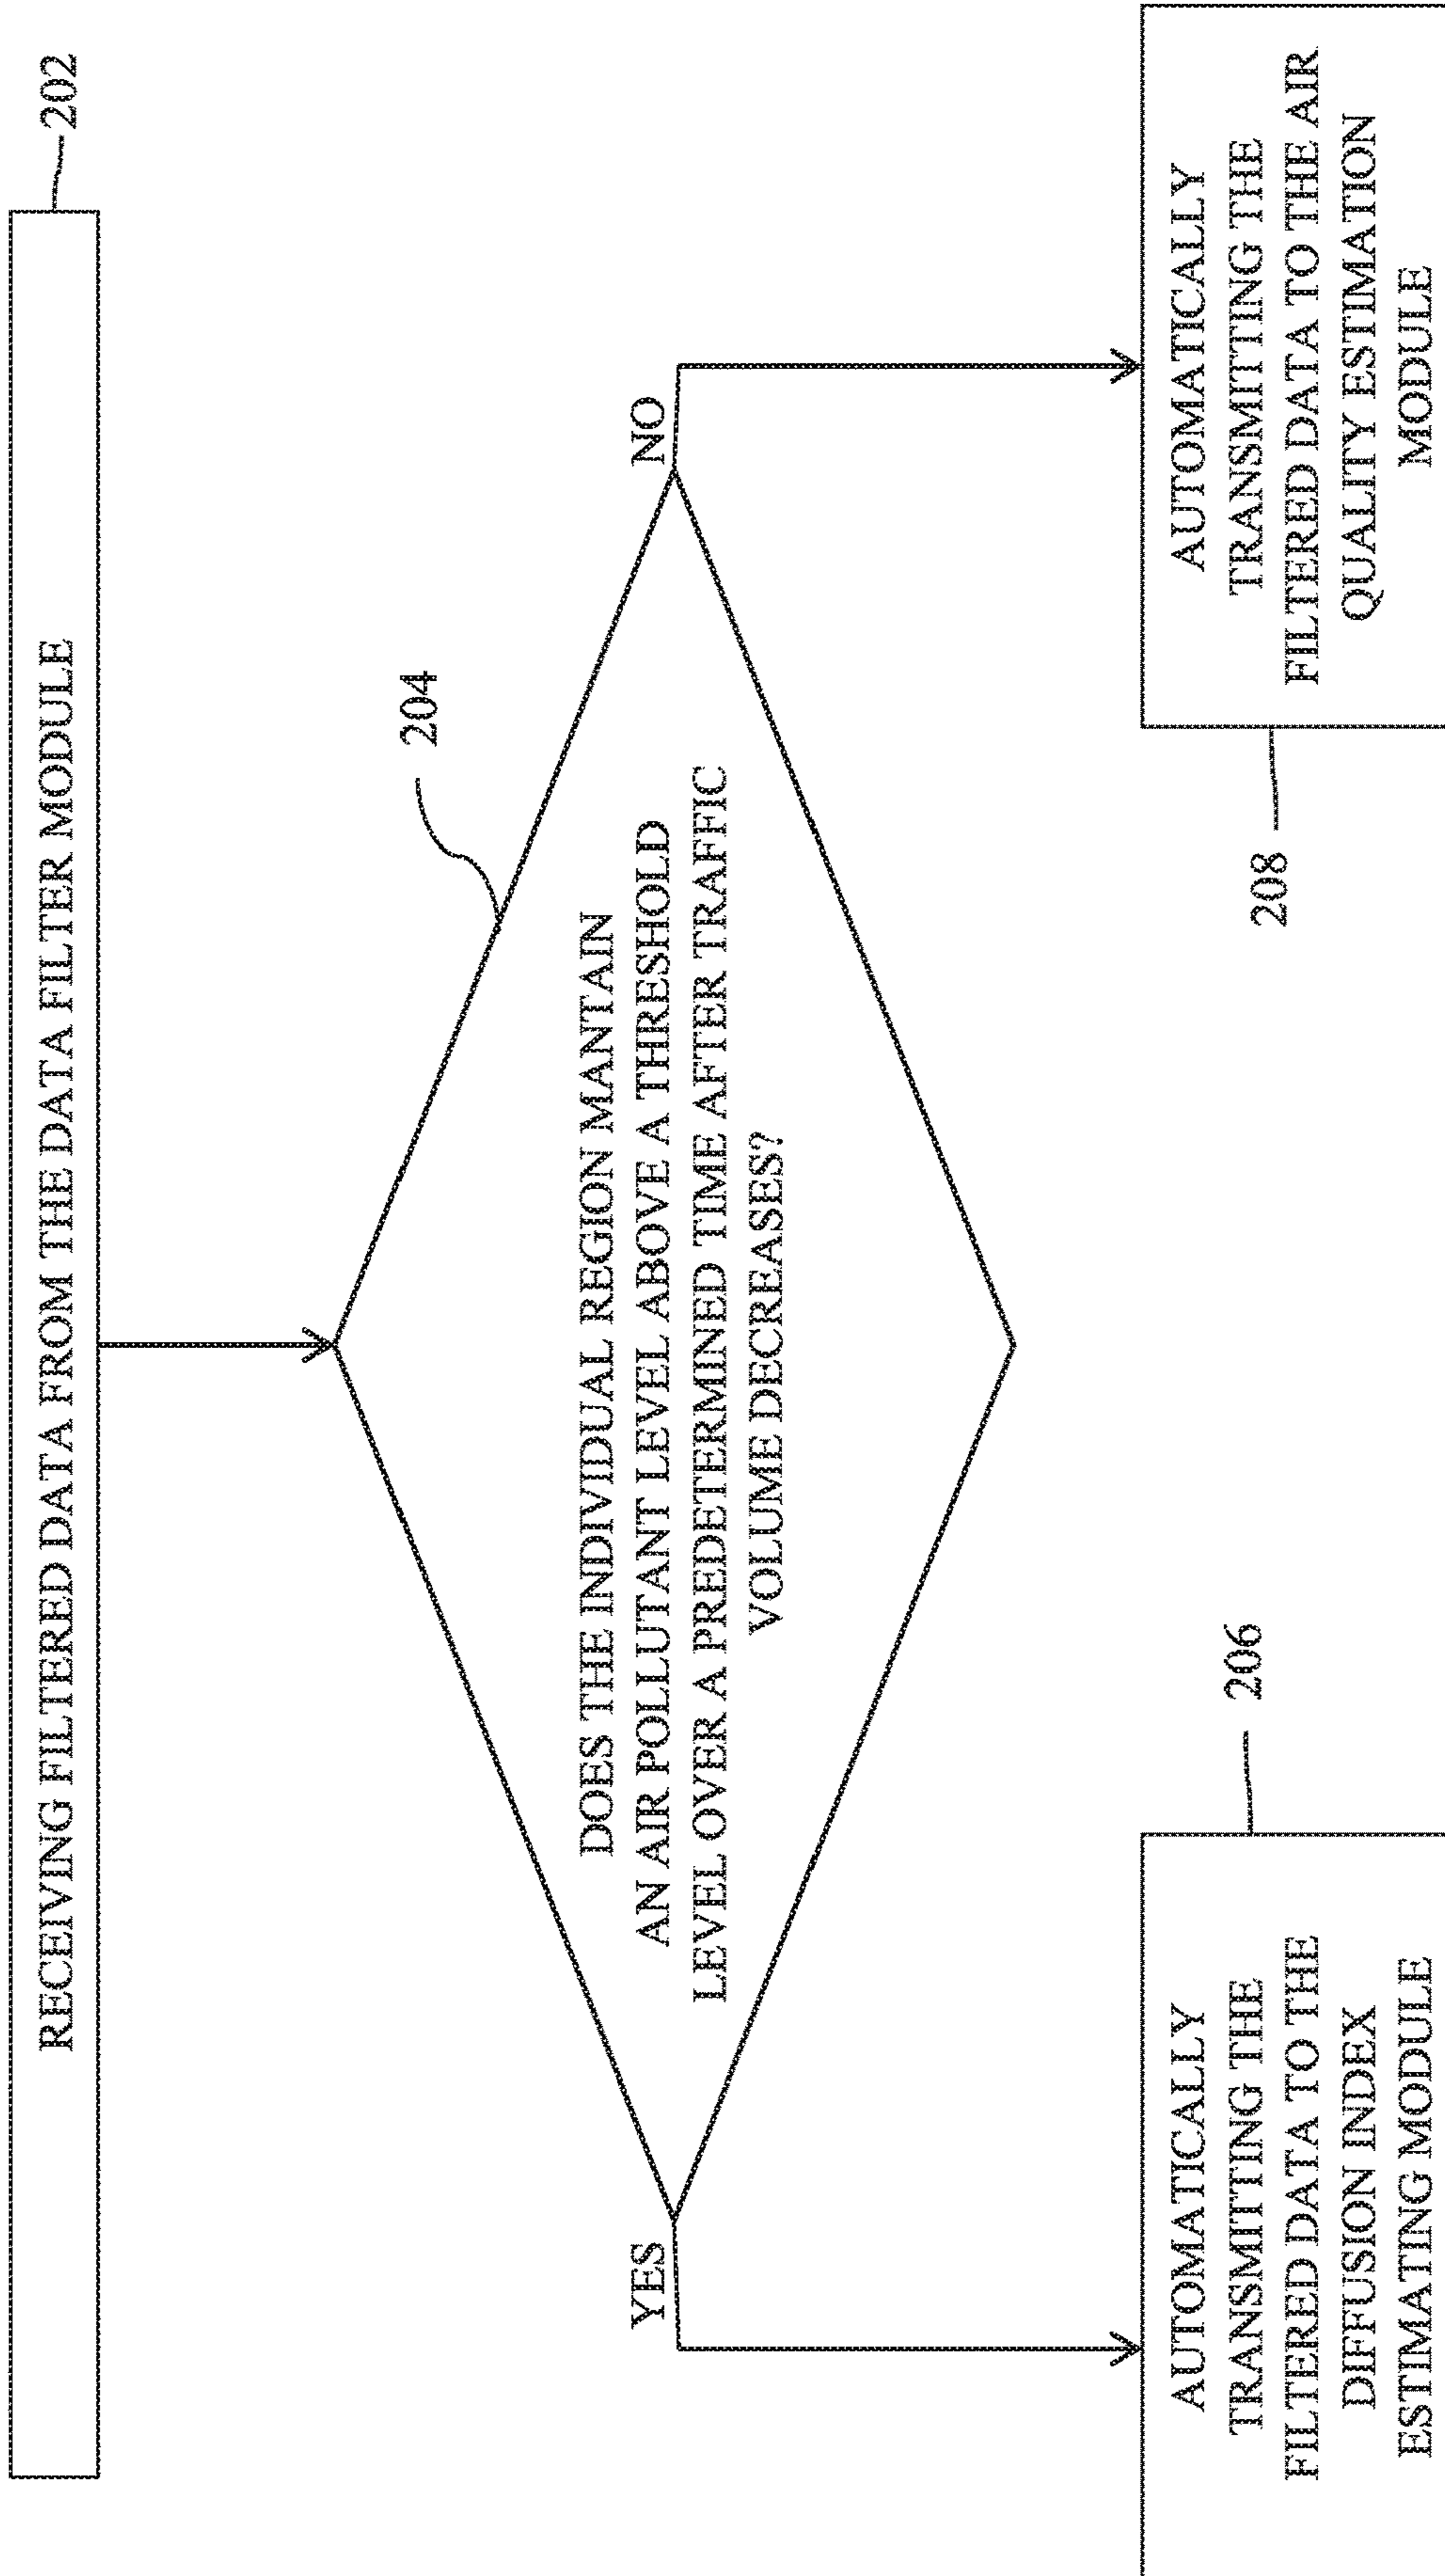 RECEIVING FILTERED DATA FROM THE DATA FILTER MODULE
202
204
DOES THE INDIVIDUAL REGION MANTAIN
AN AIR POLLUTANT LEVEL ABOVE A THRESHOLD
LEVEL OVER A PREDETERMINED TIME AFTER TRAFFIC
VOLUME DECREASES?
YES
NO
206
AUTOMATICALLY
TRANSMITTING THE
FILTERED DATA TO THE
DIFFUSION INDEX
ESTIMATING MODULE
208
AUTOMATICALLY
TRANSMITTING THE
FILTERED DATA TO THE AIR
QUALITY ESTIMATION
MODULE